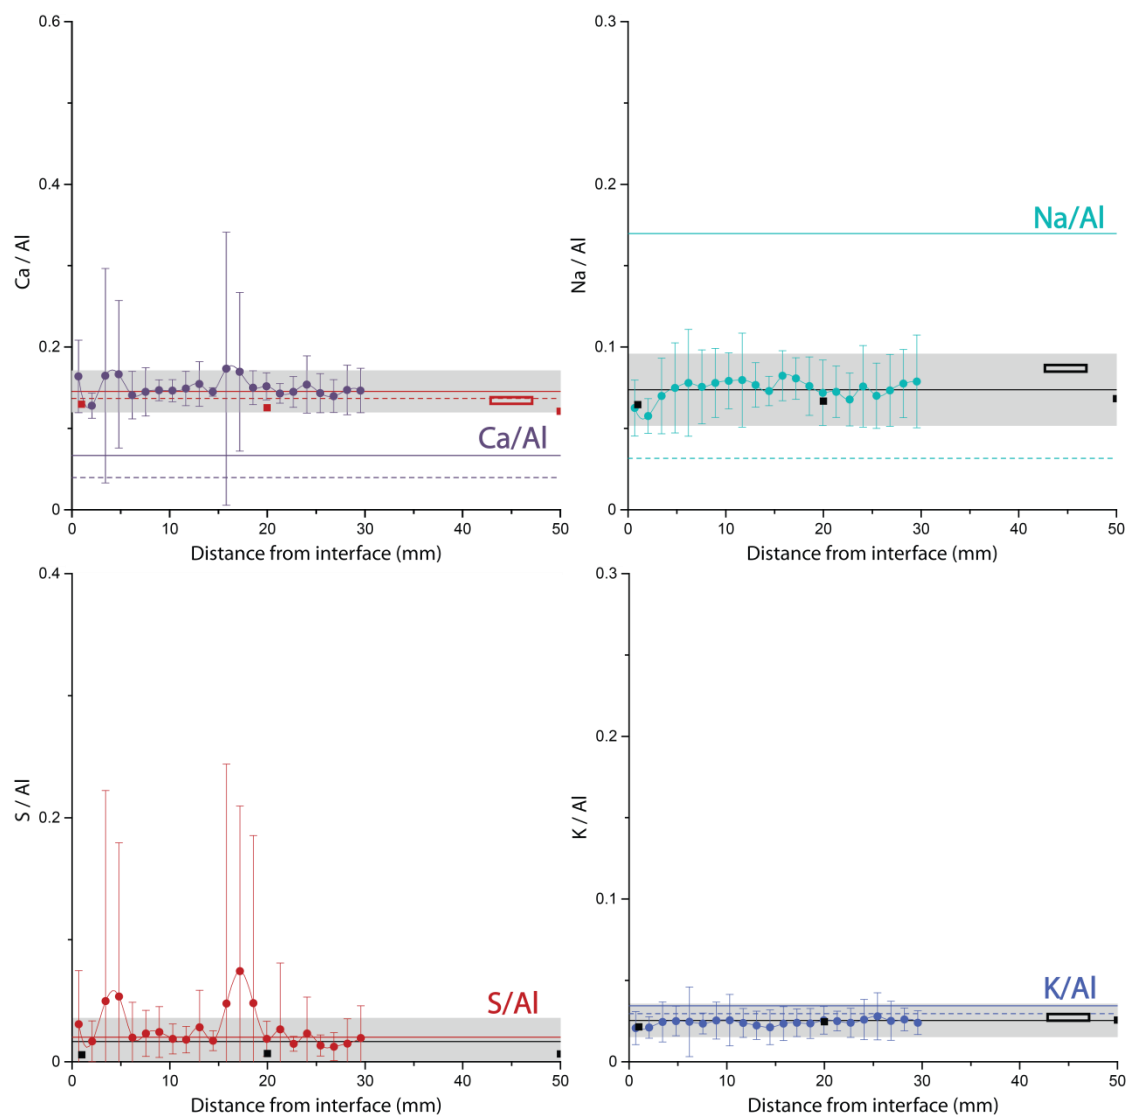 0.6
0.4
0.2
0
Ca / Al
Ca/Al
0 10 20 30 40 50
Distance from interface (mm)
0.3
0.2
0.1
0
Na / Al
Na/Al
0 10 20 30 40 50
Distance from interface (mm)
0.4
0.2
0
S / Al
S/Al
0 10 20 30 40 50
Distance from interface (mm)
0.3
0.2
0.1
0
K / Al
K/Al
0 10 20 30 40 50
Distance from interface (mm)